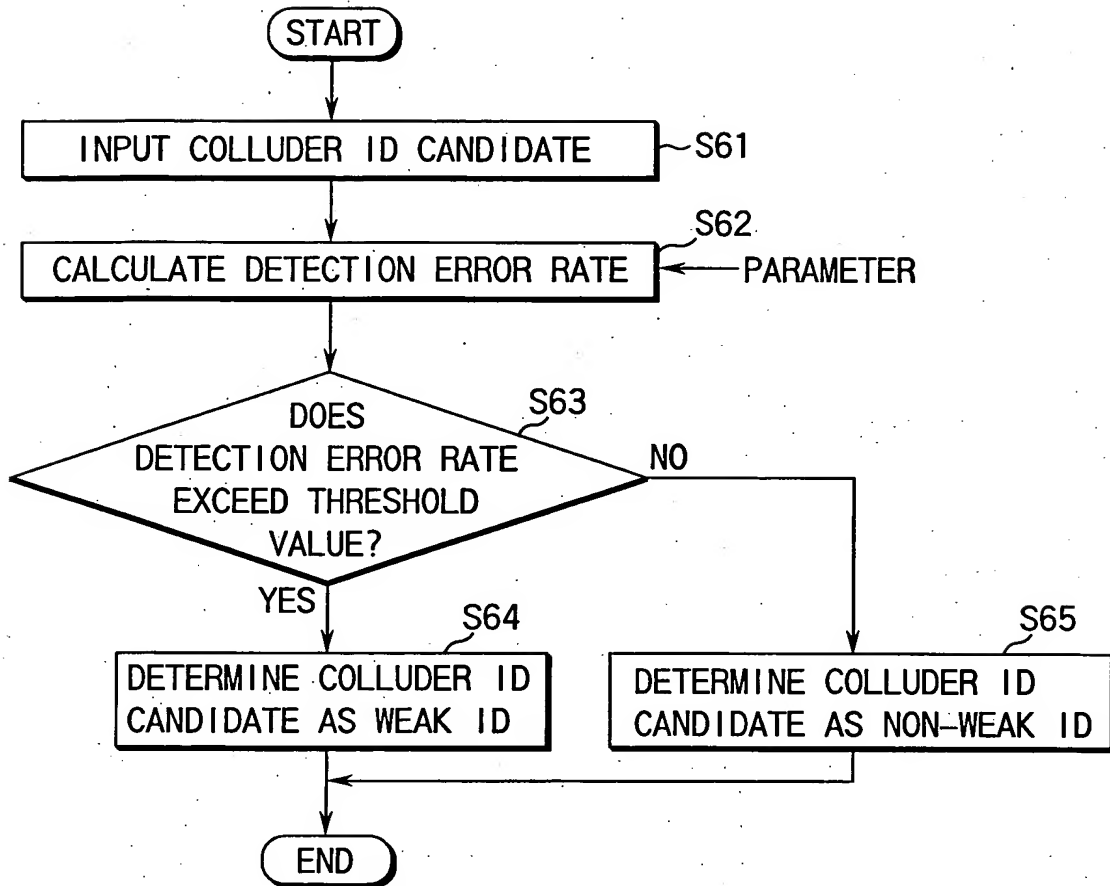 START
INPUT COLLUDER ID CANDIDATE
S61
S62
CALCULATE DETECTION ERROR RATE
PARAMETER
S63
DOES
DETECTION ERROR RATE
EXCEED THRESHOLD
VALUE?
NO
YES
S64
DETERMINE COLLUDER ID
CANDIDATE AS WEAK ID
S65
DETERMINE COLLUDER ID
CANDIDATE AS NON-WEAK ID
END